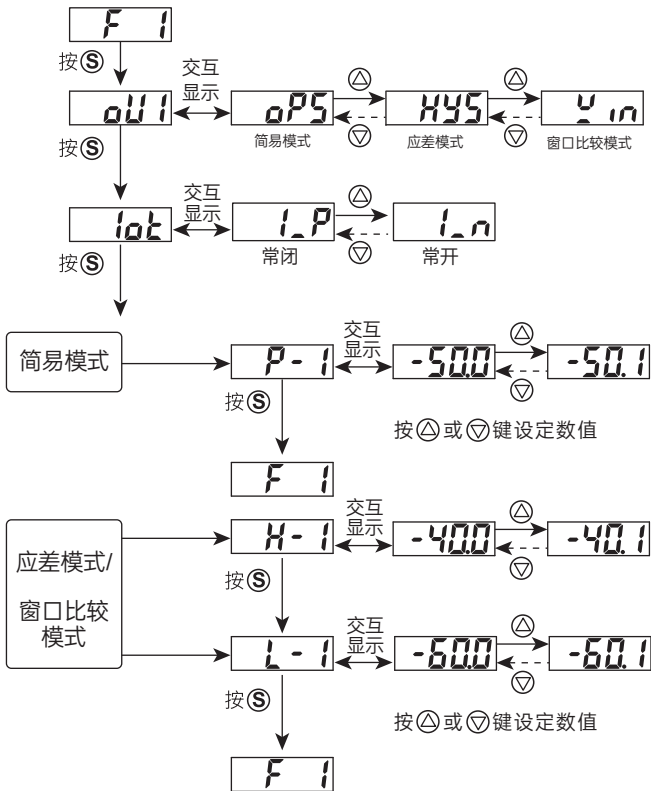 F 1
按Ⓢ
交互
显示
oU1
oPS
HYS
Win
简易模式
应差模式
窗口比较模式
按Ⓢ
交互
显示
1ot
1_P
1_n
常闭
常开
按Ⓢ
简易模式
P-1
交互
显示
-50.0
-50.1
按Ⓢ
按△或▽键设定数值
F 1
应差模式/
窗口比较
模式
H-1
交互
显示
-40.0
-40.1
按Ⓢ
L-1
交互
显示
-60.0
-60.1
按Ⓢ
按△或▽键设定数值
F 1